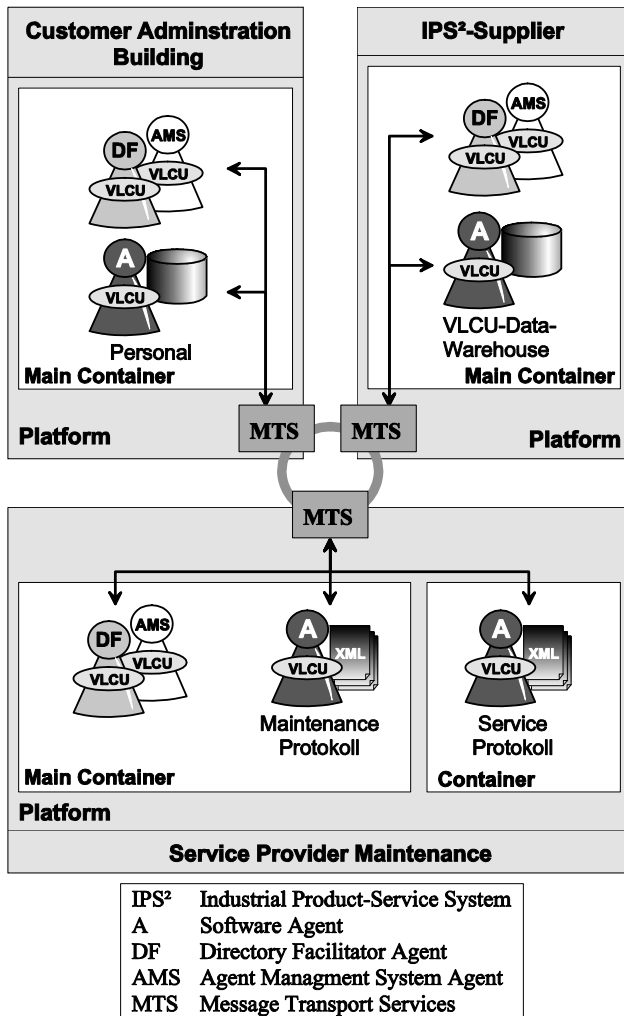 Customer Adminstration
Building
AMS
DF
VLCU
VLCU
A
VLCU
Personal
Main Container
Platform
MTS
IPS²-Supplier
AMS
DF
VLCU
VLCU
A
VLCU
VLCU-Data-
Warehouse
Main Container
Platform
MTS
MTS
AMS
DF
VLCU
VLCU
A
XML
VLCU
Maintenance
Protokoll
Main Container
A
XML
VLCU
Service
Protokoll
Container
Platform
Service Provider Maintenance
IPS² Industrial Product-Service System
A Software Agent
DF Directory Facilitator Agent
AMS Agent Managment System Agent
MTS Message Transport Services